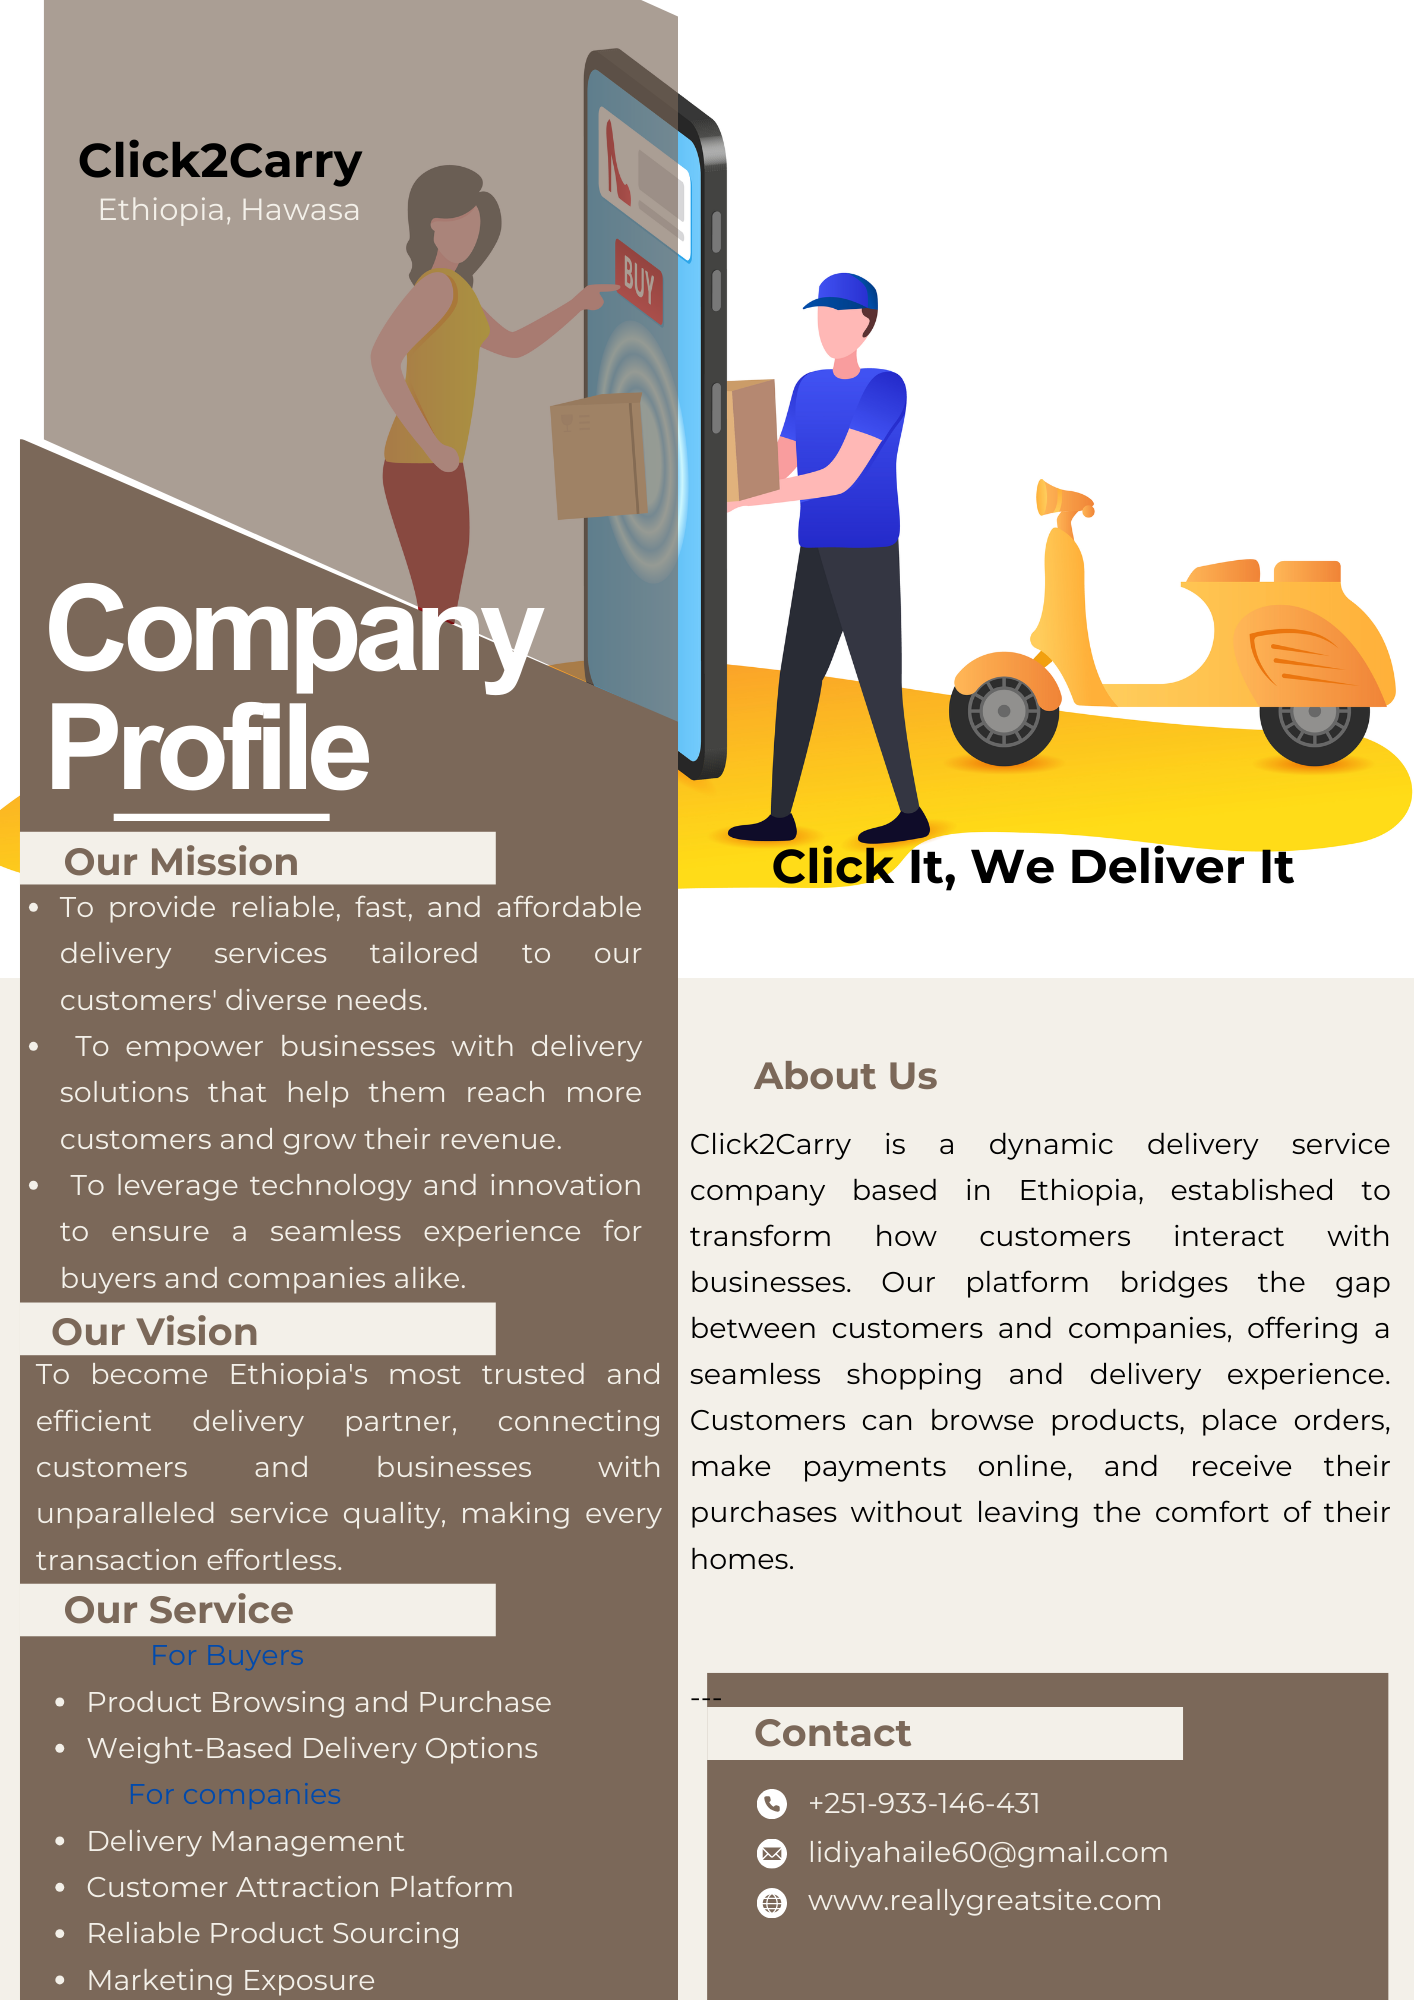 Click2Carry
Ethiopia, Hawasa
BUY
Company
Profile
Click It, We Deliver It
Our Mission
• To provide reliable, fast, and affordable
delivery services tailored to our
customers' diverse needs.
• To empower businesses with delivery
solutions that help them reach more
customers and grow their revenue.
• To leverage technology and innovation
to ensure a seamless experience for
buyers and companies alike.
Our Vision
To become Ethiopia's most trusted and
efficient delivery partner, connecting
customers and businesses with
unparalleled service quality, making every
transaction effortless.
Our Service
For Buyers
• Product Browsing and Purchase
• Weight-Based Delivery Options
For companies
• Delivery Management
• Customer Attraction Platform
• Reliable Product Sourcing
• Marketing Exposure
About Us
Click2Carry is a dynamic delivery service
company based in Ethiopia, established to
transform how customers interact with
businesses. Our platform bridges the gap
between customers and companies, offering a
seamless shopping and delivery experience.
Customers can browse products, place orders,
make payments online, and receive their
purchases without leaving the comfort of their
homes.
---
Contact
+251-933-146-431
lidiyahaile60@gmail.com
www.reallygreatsite.com